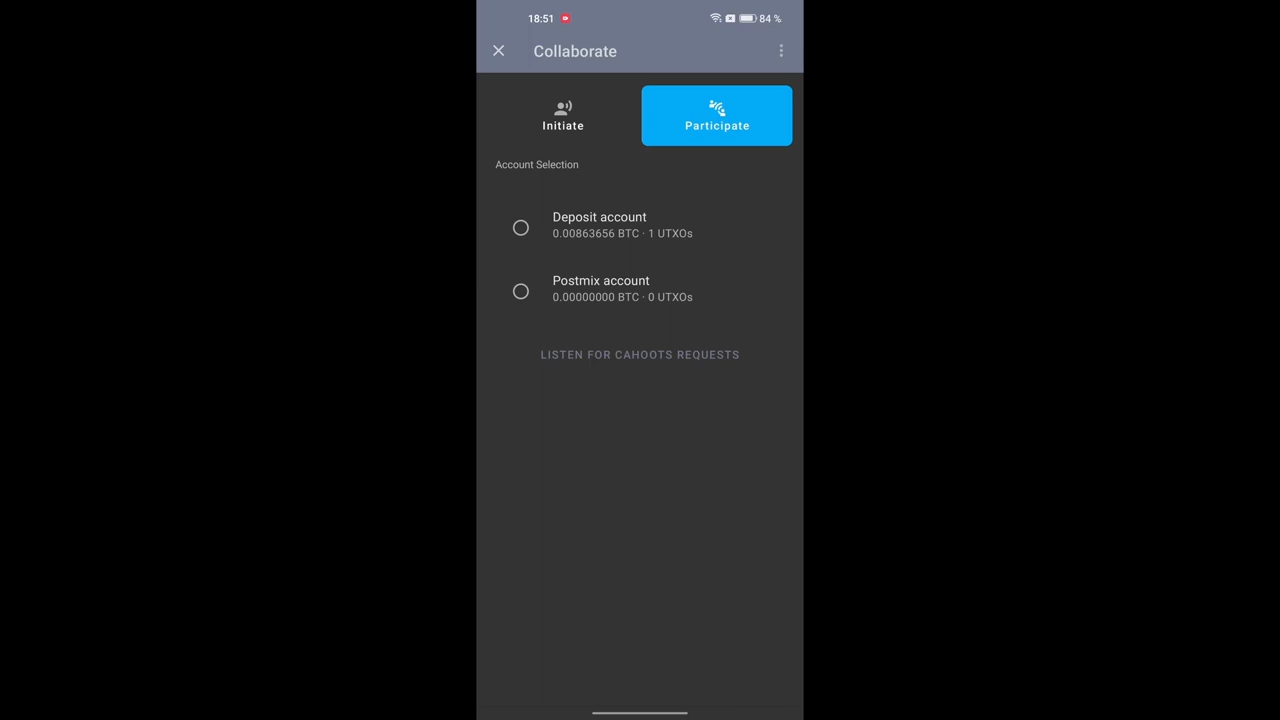 18:51
84 %
Collaborate
Initiate
Participate
Account Selection
Deposit account
0.00863656 BTC · 1 UTXOs
Postmix account
0.00000000 BTC · 0 UTXOs
LISTEN FOR CAHOOTS REQUESTS